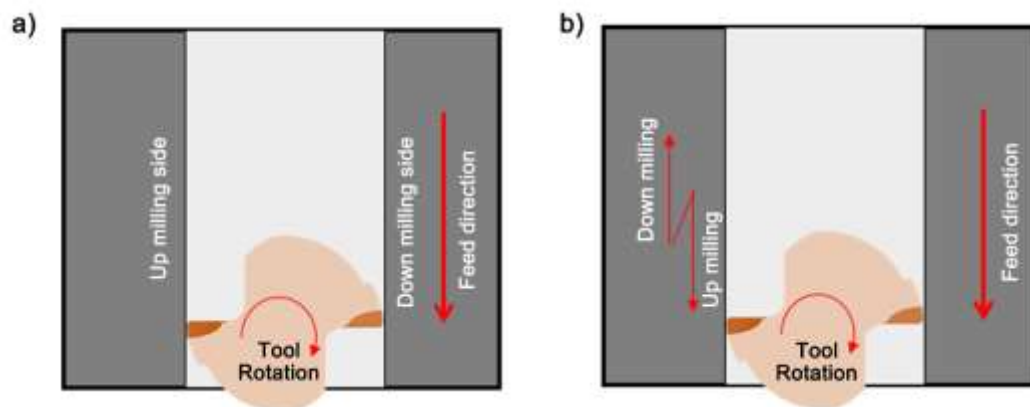 a)
Up milling side
Tool
Rotation
Down milling side
Feed direction
b)
Down milling
Up milling
Tool
Rotation
Feed direction